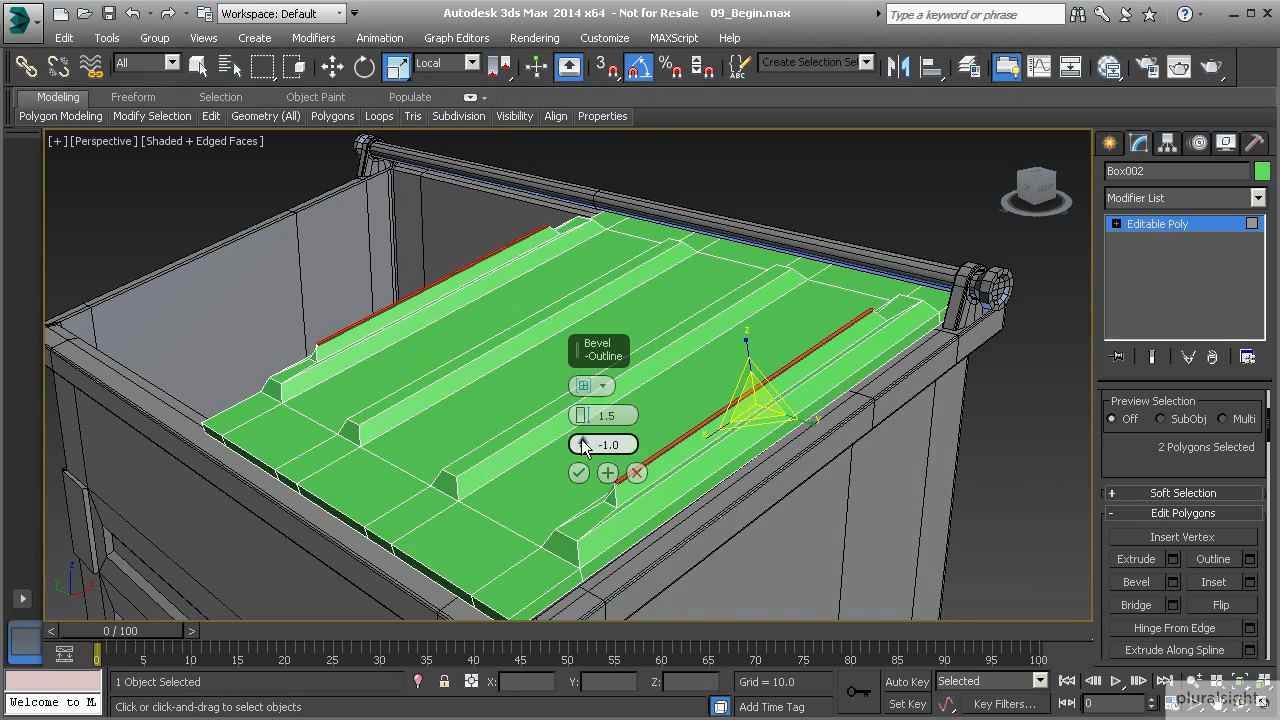 Workspace: Default
Autodesk 3ds Max 2014 x64 - Not for Resale 09_Begin.max
Type a keyword or phrase
Edit Tools Group Views Create Modifiers Animation Graph Editors Rendering Customize MAXScript Help
All Local Create Selection Se
Modeling Freeform Selection Object Paint Populate
Polygon Modeling Modify Selection Edit Geometry (All) Polygons Loops Tris Subdivision Visibility Align Properties
[+] [Perspective] [Shaded + Edged Faces]
Box002
Modifier List
Editable Poly
Bevel
-Outline
1.5
-1.0
z
x
y
Preview Selection
Off SubObj Multi
2 Polygons Selected
+ Soft Selection
- Edit Polygons
Insert Vertex
Extrude Outline
Bevel Inset
Bridge Flip
Hinge From Edge
Extrude Along Spline
z
y
x
< 0 / 100 >
0 5 10 15 20 25 30 35 40 45 50 55 60 65 70 75 80 85 90 95 100
1 Object Selected X: Y: Z: Grid = 10.0 Auto Key Selected
Welcome to M Click or click-and-drag to select objects Add Time Tag Set Key Key Filters... 0
pluralsight